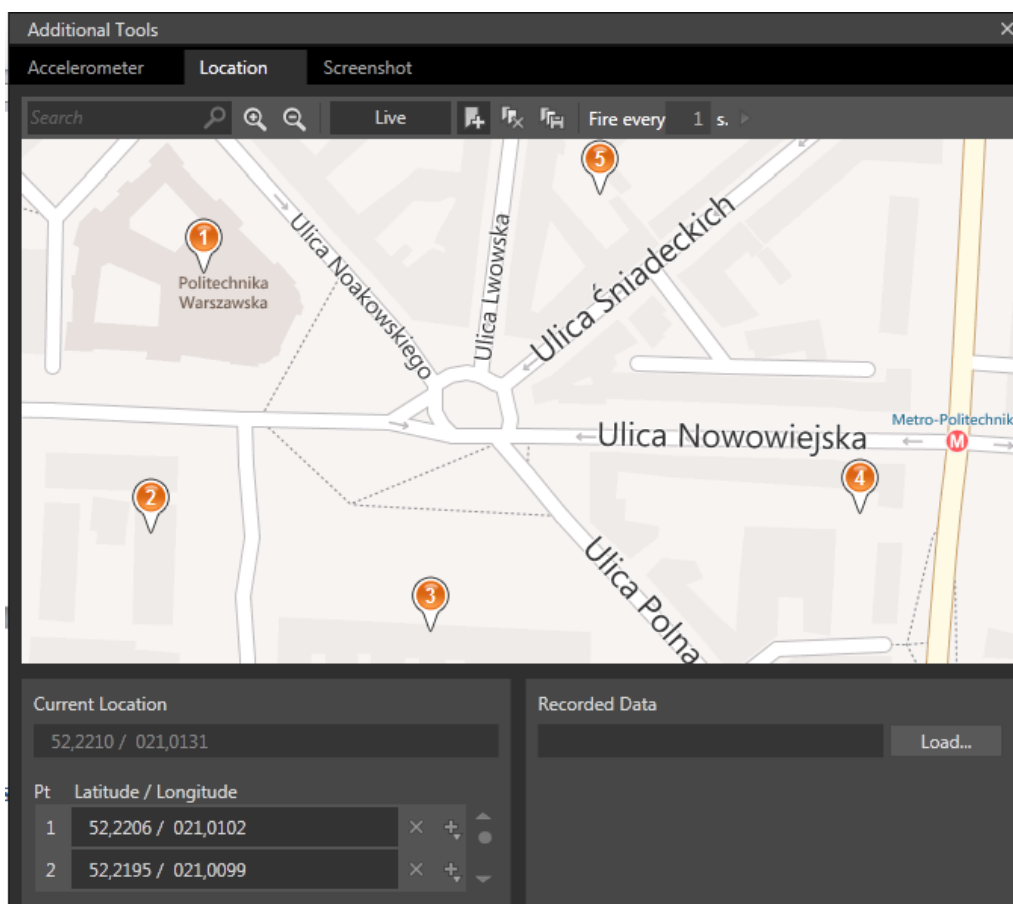 Additional Tools
Accelerometer Location Screenshot
Search Live Fire every 1 s.
5
1
Politechnika
Warszawska
Ulica Noakowskiego
Ulica Lwowska
Ulica Śniadeckich
Metro-Politechnik
Ulica Nowowiejska M
2
4
3
Ulica Polna
Current Location
52,2210 / 021,0131
Recorded Data
Load...
Pt Latitude / Longitude
1 52,2206 / 021,0102
2 52,2195 / 021,0099